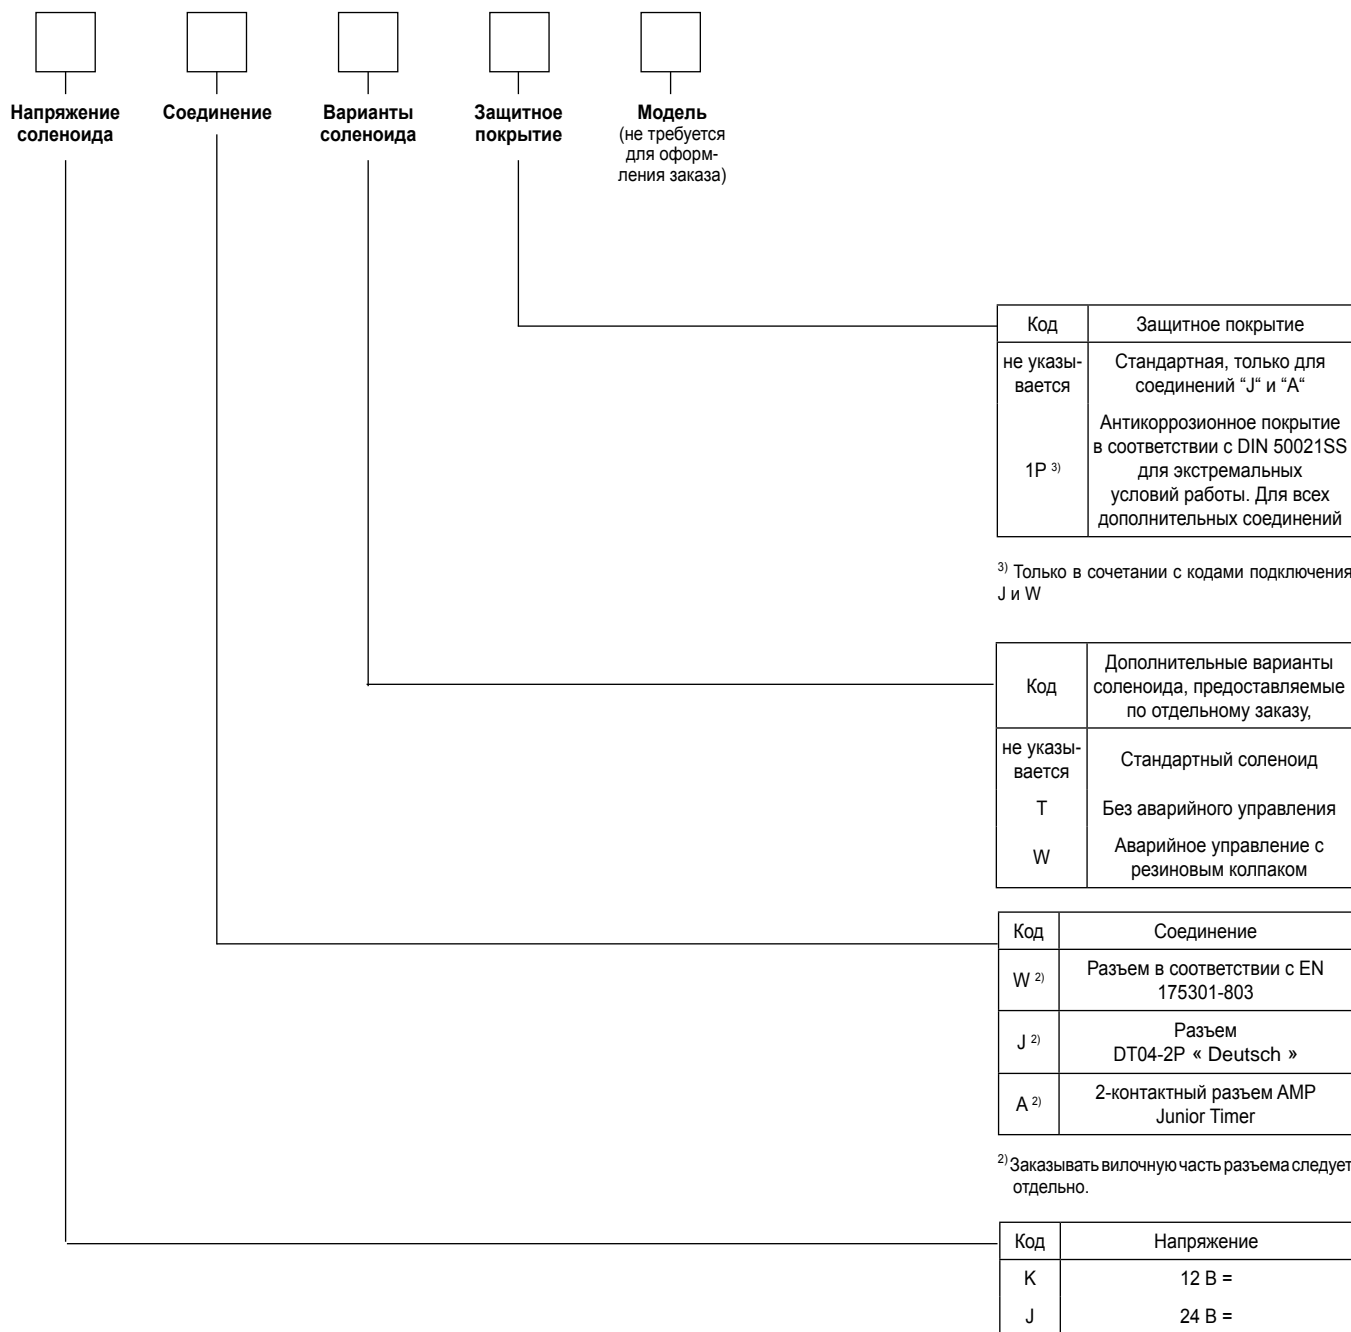 Напряжение
соленоида
Соединение
Варианты
соленоида
Защитное
покрытие
Модель
(не требуется
для оформ-
ления заказа)
Код Защитное покрытие
не указы-
вается
Стандартная, только для
соединений “J“ и “A“
1P 3)
Антикоррозионное покрытие
в соответствии с DIN 50021SS
для экстремальных
условий работы. Для всех
дополнительных соединений
3) Только в сочетании с кодами подключения
J и W
Код
Дополнительные варианты
соленоида, предоставляемые
по отдельному заказу,
не указы-
вается
Стандартный соленоид
T Без аварийного управления
W
Аварийное управление с
резиновым колпаком
Код Соединение
W 2)
Разъем в соответствии с EN
175301-803
J 2)
Разъем
DT04-2P « Deutsch »
A 2)
2-контактный разъем AMP
Junior Timer
2) Заказывать вилочную часть разъема следует
отдельно.
Код Напряжение
K 12 В =
J 24 В =